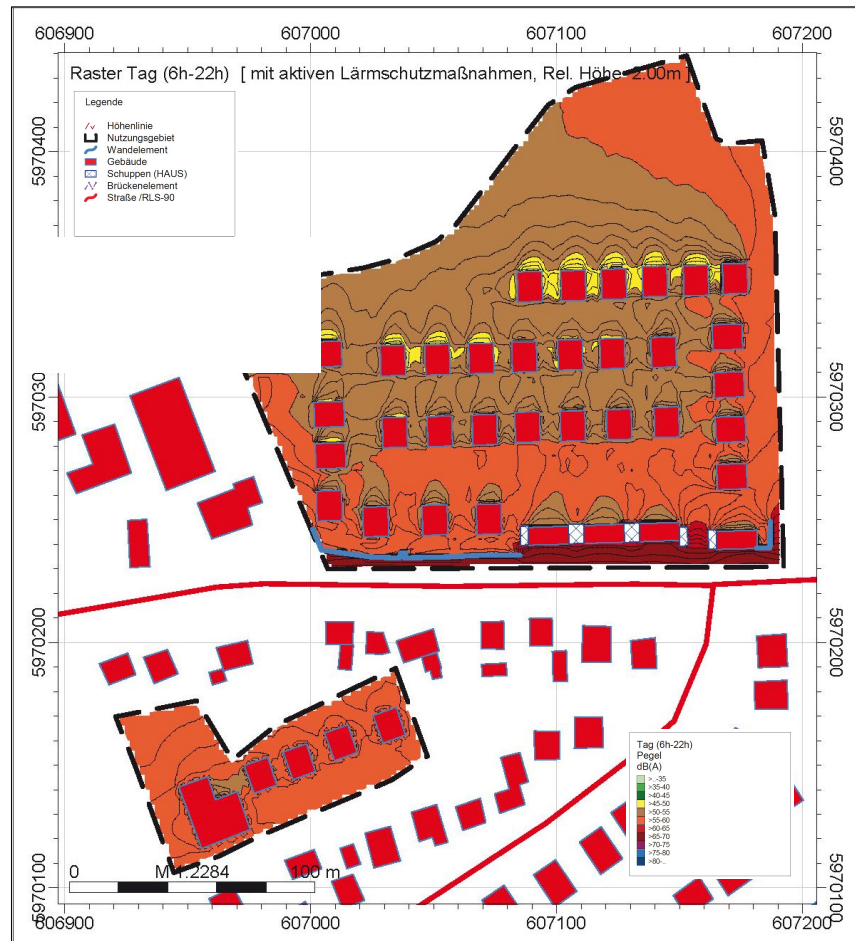 606900 607000 607100 607200
Raster Tag (6h-22h) [ mit aktiven Lärmschutzmaßnahmen, Rel. Höhe 2.00m ]
Legende
Höhenlinie
Nutzungsgebiet
Wandelement
Gebäude
Schuppen (HAUS)
Brückenelement
Straße /RLS-90
5970400 5970400
597030 5970300
5970200 5970200
5970100 5970100
Tag (6h-22h)
Pegel
dB(A)
>..-35
>35-40
>40-45
>45-50
>50-55
>55-60
>60-65
>65-70
>70-75
>75-80
>80-..
0 M 1:2284 100 m
606900 607000 607100 607200